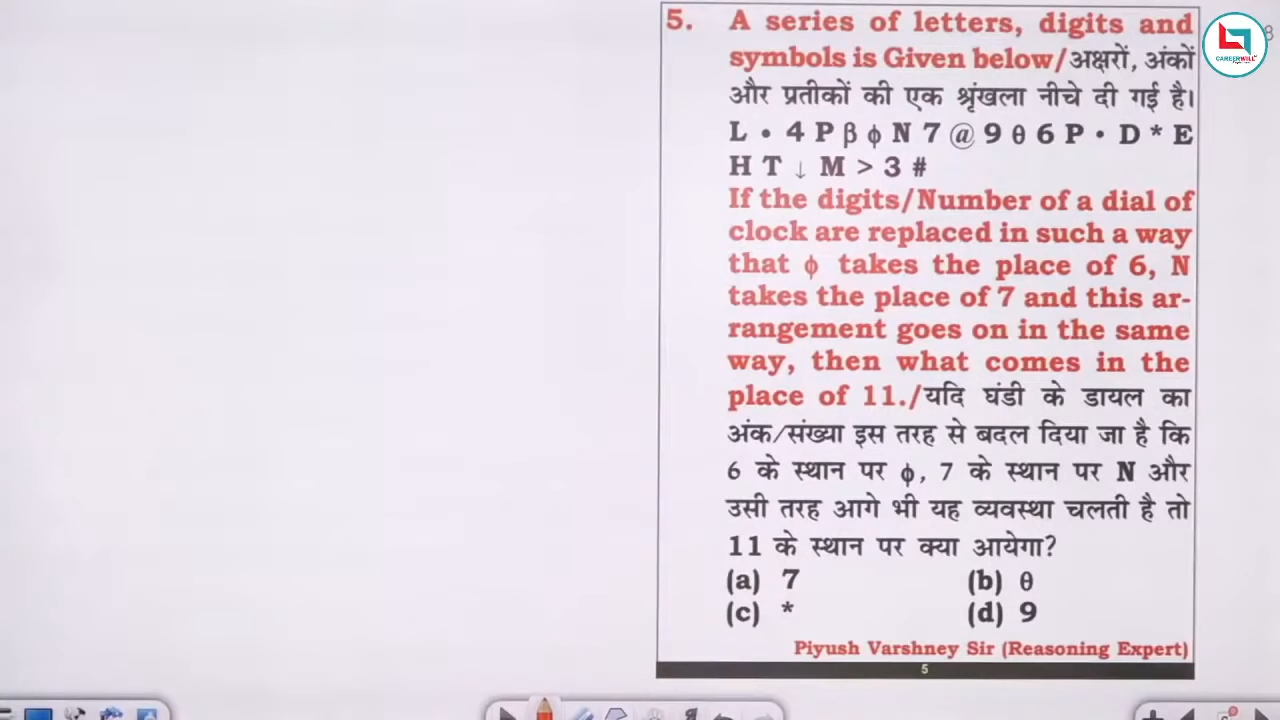 5. A series of letters, digits and
symbols is Given below/अक्षरों, अंकों
और प्रतीकों की एक श्रृंखला नीचे दी गई है।
L • 4 P β ϕ N 7 @ 9 θ 6 P • D * E
H T ↓ M > 3 #
If the digits/Number of a dial of
clock are replaced in such a way
that ϕ takes the place of 6, N
takes the place of 7 and this ar-
rangement goes on in the same
way, then what comes in the
place of 11./यदि घंडी के डायल का
अंक/संख्या इस तरह से बदल दिया जा है कि
6 के स्थान पर ϕ, 7 के स्थान पर N और
उसी तरह आगे भी यह व्यवस्था चलती है तो
11 के स्थान पर क्या आयेगा?
(a) 7 (b) θ
(c) * (d) 9
Piyush Varshney Sir (Reasoning Expert)
5
CAREERWILL
8